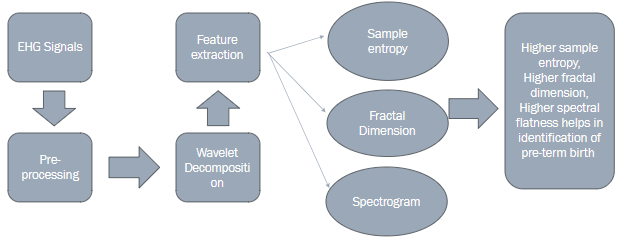 EHG Signals
Pre-
processing
Wavelet
Decompositi
on
Feature
extraction
Sample
entropy
Fractal
Dimension
Spectrogram
Higher sample
entropy,
Higher fractal
dimension,
Higher spectral
flatness helps in
identification of
pre-term birth